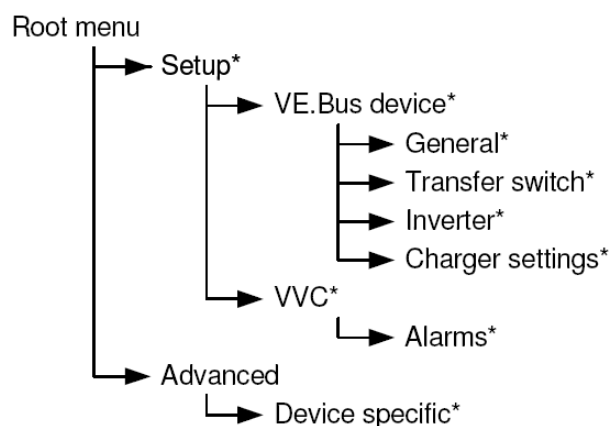 Root menu
Setup*
VE.Bus device*
General*
Transfer switch*
Inverter*
Charger settings*
VVC*
Alarms*
Advanced
Device specific*